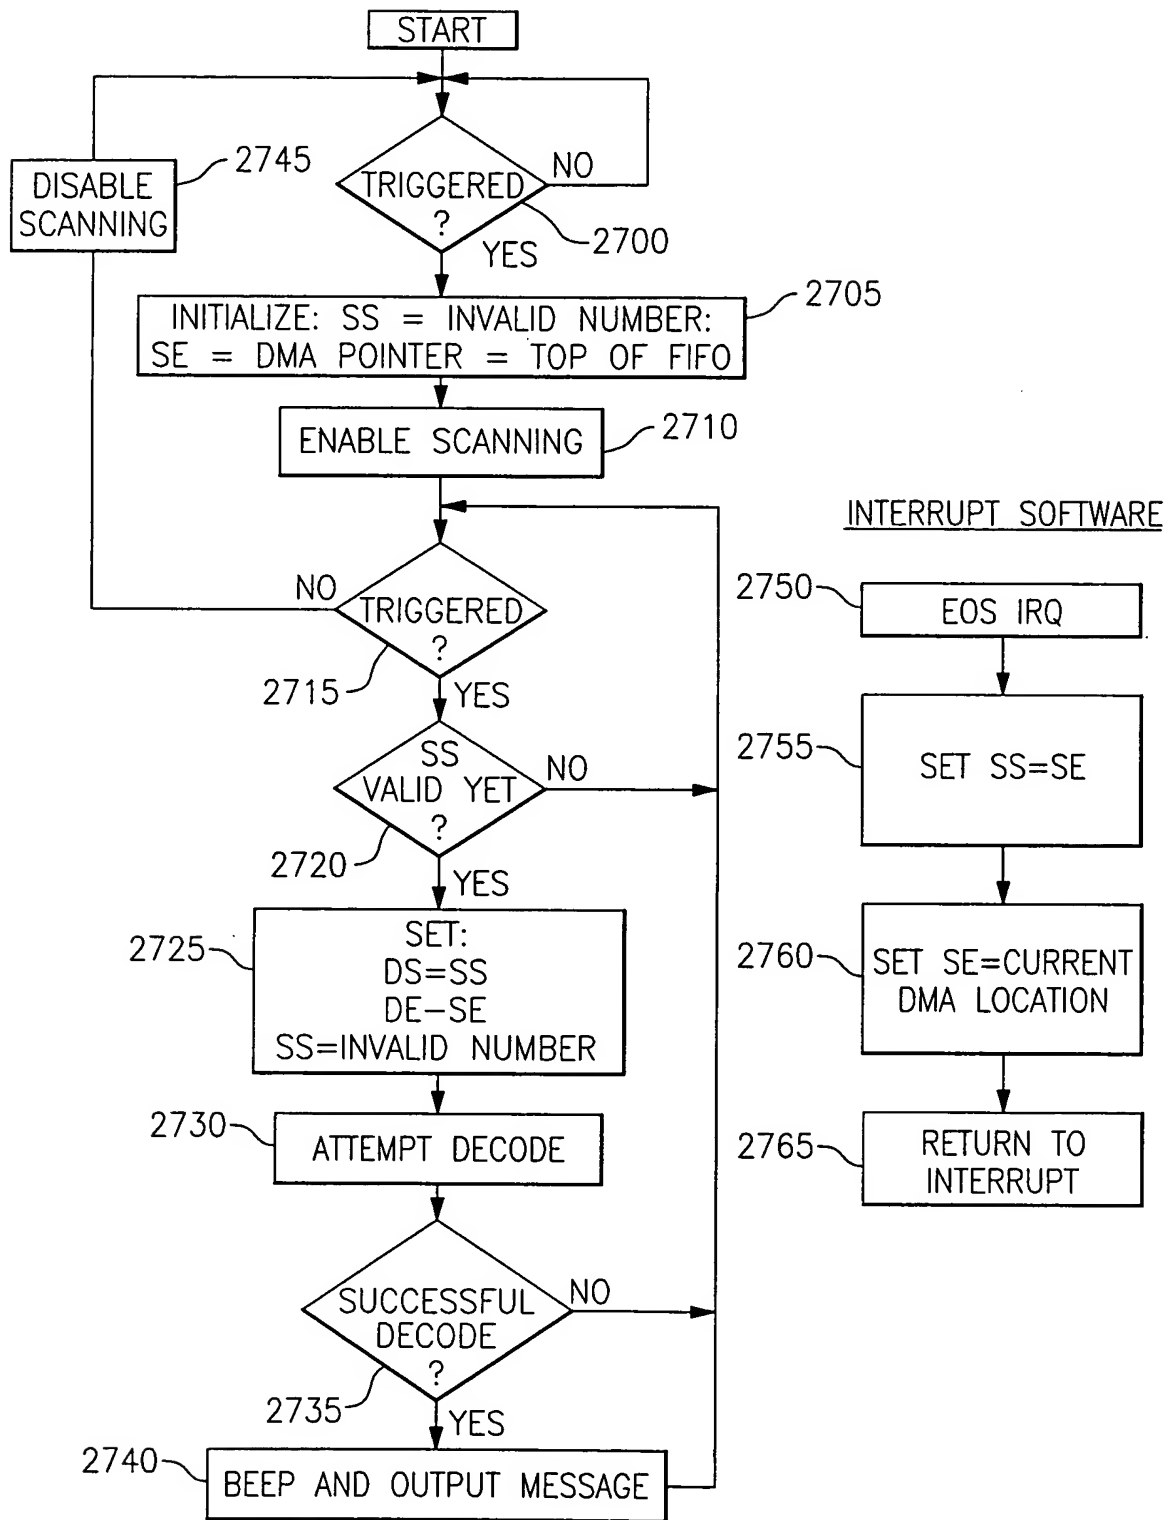 START
2745
DISABLE
SCANNING
TRIGGERED
?
NO
2700
YES
2705
INITIALIZE: SS = INVALID NUMBER:
SE = DMA POINTER = TOP OF FIFO
ENABLE SCANNING
2710
NO
TRIGGERED
?
2715
YES
SS
VALID YET
?
NO
2720
YES
2725
SET:
DS=SS
DE-SE
SS=INVALID NUMBER
2730
ATTEMPT DECODE
SUCCESSFUL
DECODE
?
NO
2735
YES
2740
BEEP AND OUTPUT MESSAGE
INTERRUPT SOFTWARE
2750
EOS IRQ
2755
SET SS=SE
2760
SET SE=CURRENT
DMA LOCATION
2765
RETURN TO
INTERRUPT